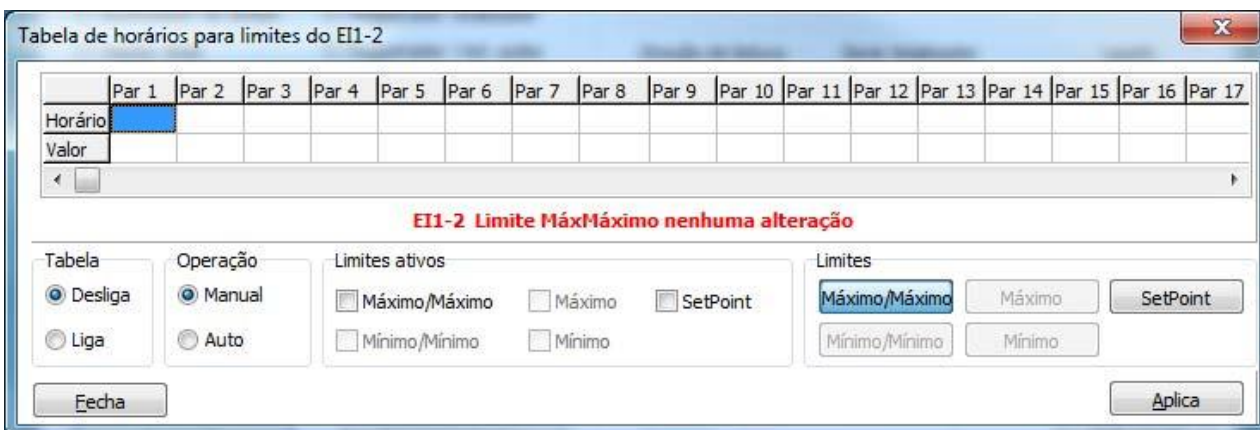 Tabela de horários para limites do EI1-2
Par 1 Par 2 Par 3 Par 4 Par 5 Par 6 Par 7 Par 8 Par 9 Par 10 Par 11 Par 12 Par 13 Par 14 Par 15 Par 16 Par 17
Horário
Valor
EI1-2 Limite MáxMáximo nenhuma alteração
Tabela Operação Limites ativos Limites
Desliga Manual Máximo/Máximo Máximo SetPoint Máximo/Máximo Máximo SetPoint
Liga Auto Mínimo/Mínimo Mínimo Mínimo/Mínimo Mínimo
Fecha Aplica